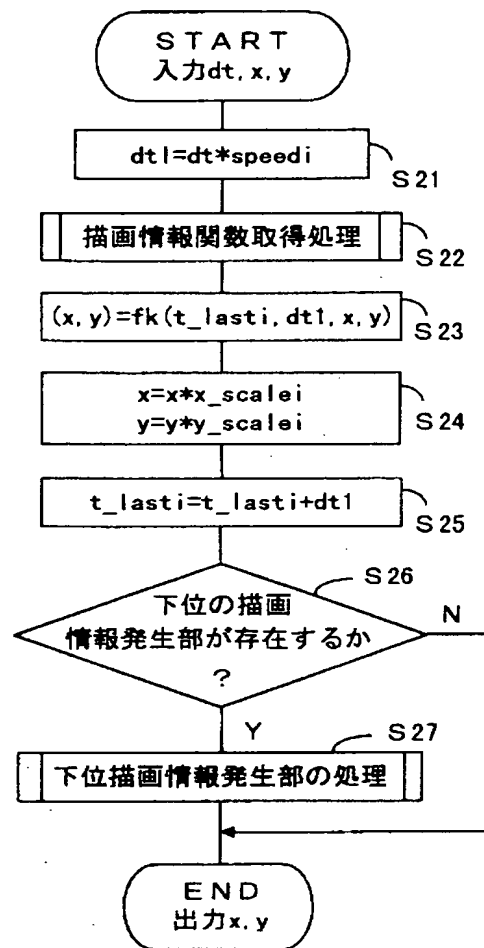 START
入力dt, x, y
dt1=dt*speedi
S21
描画情報関数取得処理
S22
(x, y)=fk(t_lasti, dt1, x, y)
S23
x=x*x_scalei
y=y*y_scalei
S24
t_lasti=t_lasti+dt1
S25
S26
下位の描画
情報発生部が存在するか
?
N
Y
S27
下位描画情報発生部の処理
END
出力x, y